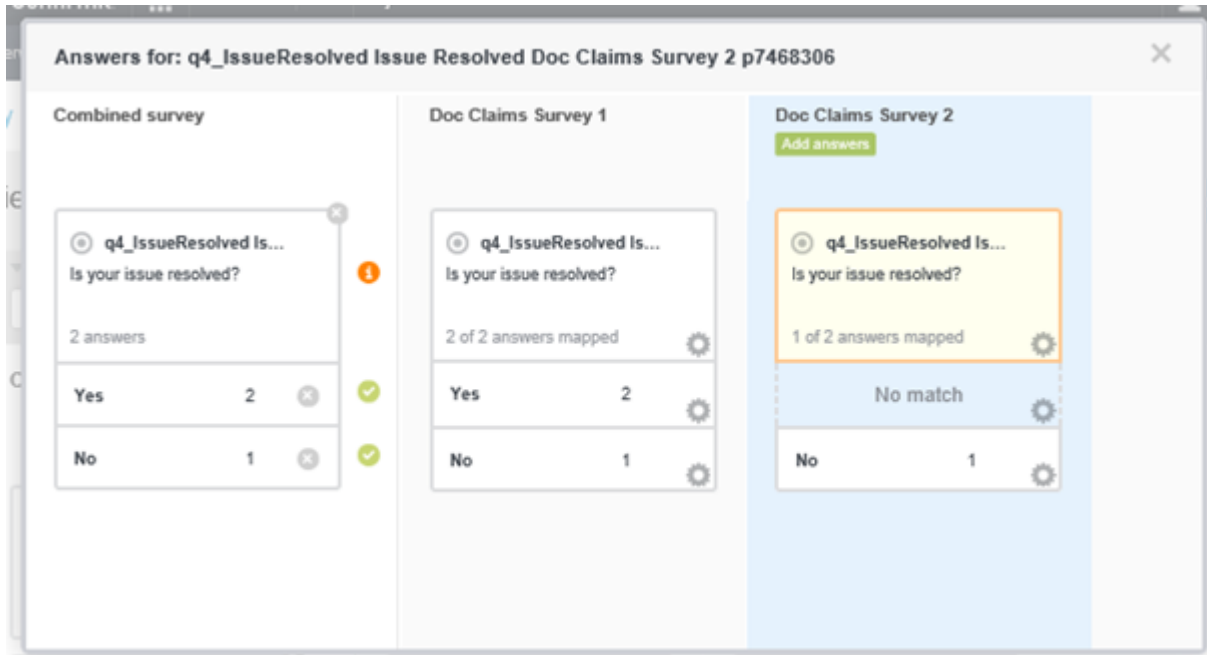 Answers for: q4_IssueResolved Issue Resolved Doc Claims Survey 2 p7468306
Combined survey
q4_IssueResolved Is...
Is your issue resolved?
2 answers
Yes 2
No 1
Doc Claims Survey 1
q4_IssueResolved Is...
Is your issue resolved?
2 of 2 answers mapped
Yes 2
No 1
Doc Claims Survey 2
Add answers
q4_IssueResolved Is...
Is your issue resolved?
1 of 2 answers mapped
No match
No 1